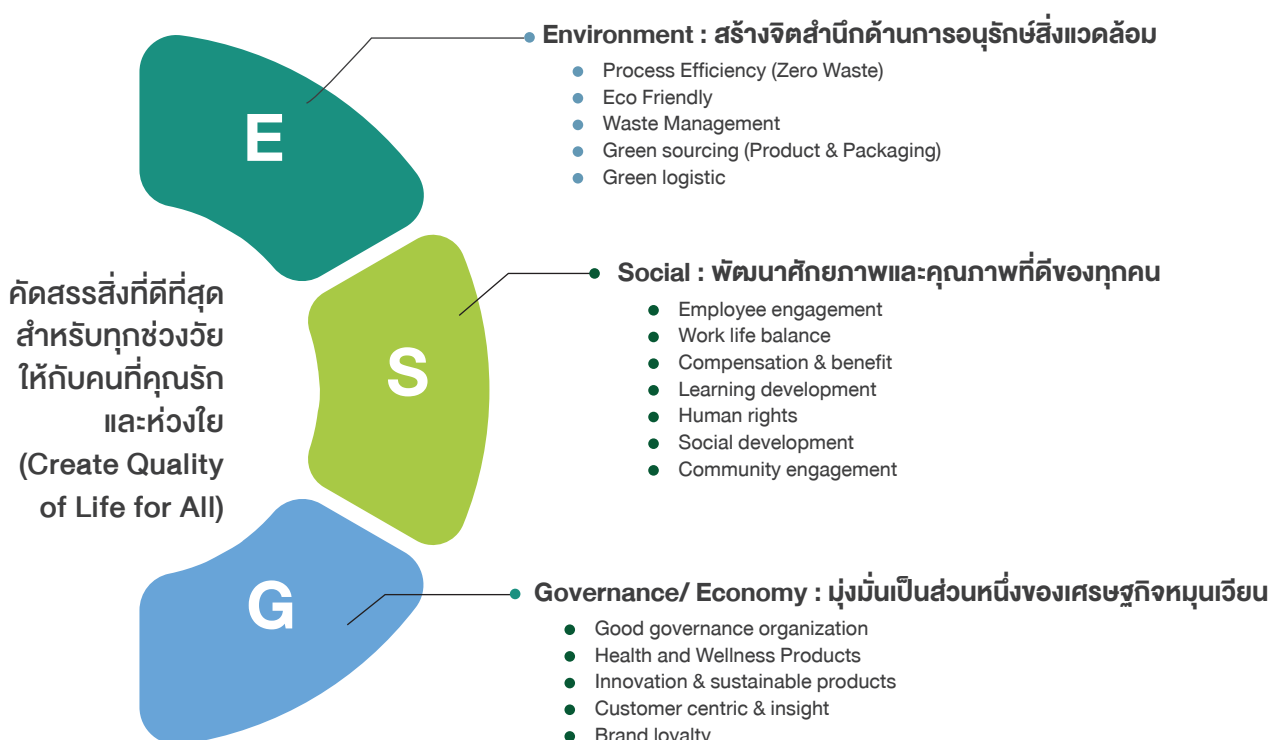 คัดสรรสิ่งที่ดีที่สุด
สำหรับทุกช่วงวัย
ให้กับคนที่คุณรัก
และห่วงใย
(Create Quality
of Life for All)
E
Environment : สร้างจิตสำนึกด้านการอนุรักษ์สิ่งแวดล้อม
Process Efficiency (Zero Waste)
Eco Friendly
Waste Management
Green sourcing (Product & Packaging)
Green logistic
S
Social : พัฒนาศักยภาพและคุณภาพที่ดีของทุกคน
Employee engagement
Work life balance
Compensation & benefit
Learning development
Human rights
Social development
Community engagement
G
Governance/ Economy : มุ่งมั่นเป็นส่วนหนึ่งของเศรษฐกิจหมุนเวียน
Good governance organization
Health and Wellness Products
Innovation & sustainable products
Customer centric & insight
Brand loyalty